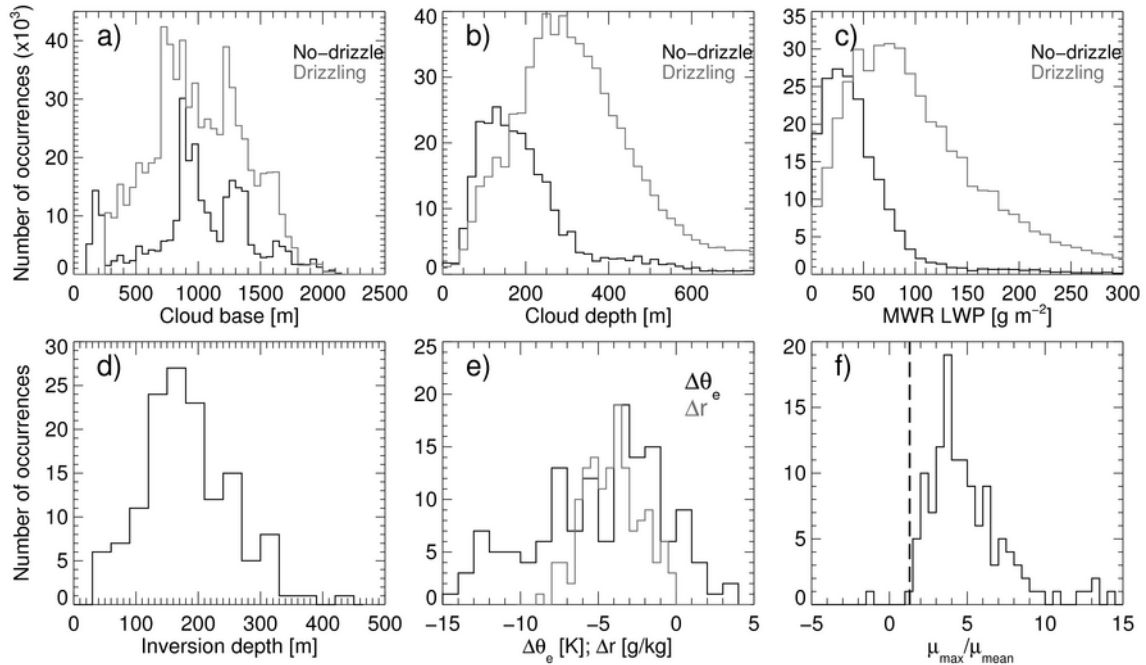 a)
No-drizzle
Drizzling
40
30
20
10
0
0 500 1000 1500 2000 2500
Cloud base [m]
Number of occurrences (x10³)
b)
No-drizzle
Drizzling
40
30
20
10
0
0 200 400 600
Cloud depth [m]
c)
No-drizzle
Drizzling
35
30
25
20
15
10
5
0
0 50 100 150 200 250 300
MWR LWP [g m⁻²]
d)
30
25
20
15
10
5
0
0 100 200 300 400 500
Inversion depth [m]
Number of occurrences
e)
Δθₑ
Δr
25
20
15
10
5
0
−15 −10 −5 0 5
Δθₑ [K]; Δr [g/kg]
f)
20
15
10
5
0
−5 0 5 10 15
μmax/μmean